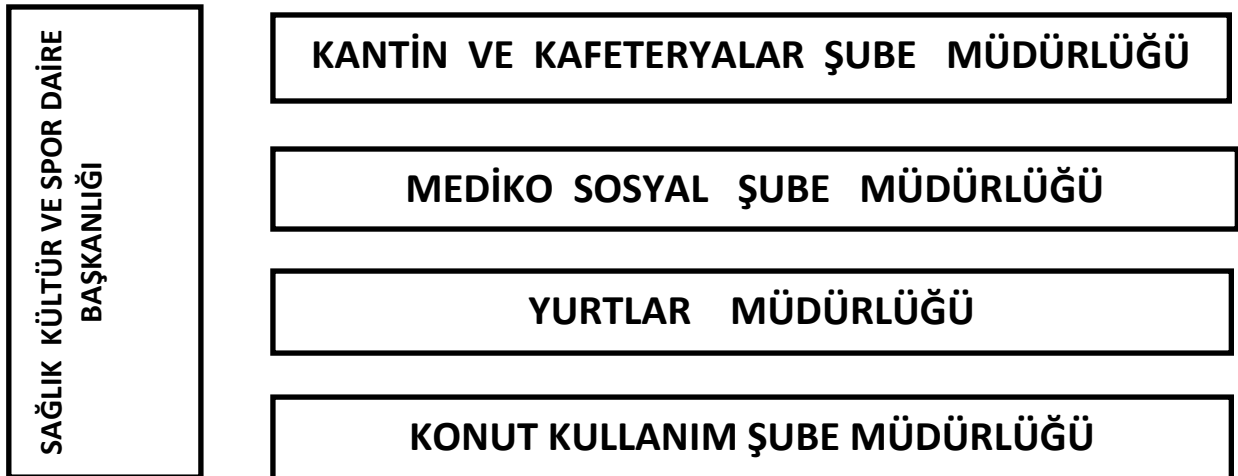 SAĞLIK KÜLTÜR VE SPOR DAİRE
BAŞKANLIĞI
KANTİN VE KAFETERYALAR ŞUBE MÜDÜRLÜĞÜ
MEDİKO SOSYAL ŞUBE MÜDÜRLÜĞÜ
YURTLAR MÜDÜRLÜĞÜ
KONUT KULLANIM ŞUBE MÜDÜRLÜĞÜ